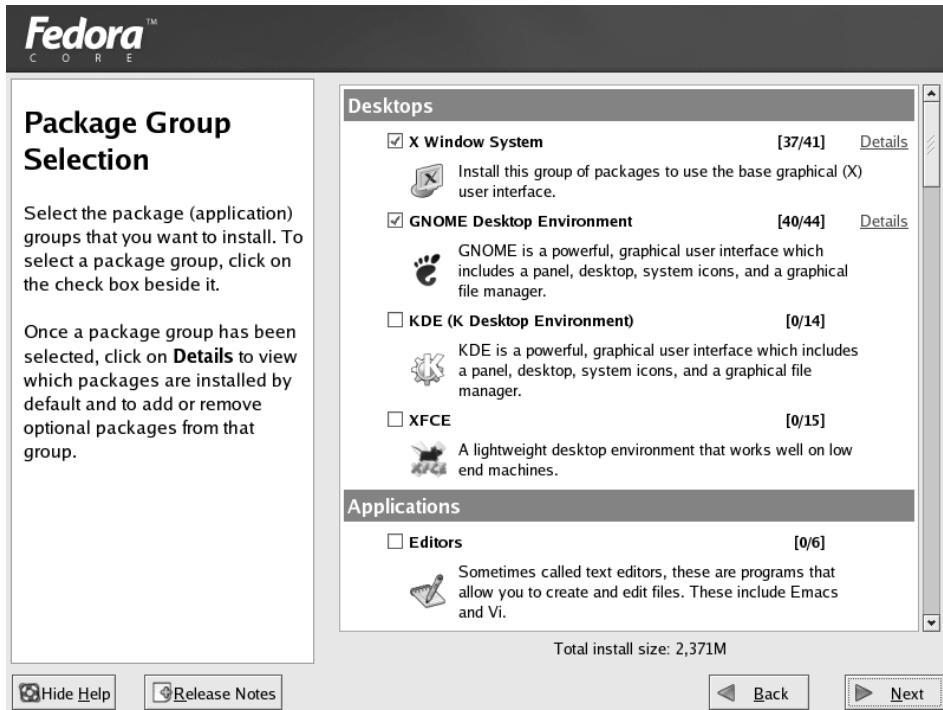 Fedora™
CORE
Package Group
Selection
Select the package (application)
groups that you want to install. To
select a package group, click on
the check box beside it.
Once a package group has been
selected, click on Details to view
which packages are installed by
default and to add or remove
optional packages from that
group.
Desktops
X Window System [37/41] Details
Install this group of packages to use the base graphical (X)
user interface.
GNOME Desktop Environment [40/44] Details
GNOME is a powerful, graphical user interface which
includes a panel, desktop, system icons, and a graphical
file manager.
KDE (K Desktop Environment) [0/14]
KDE is a powerful, graphical user interface which includes
a panel, desktop, system icons, and a graphical file
manager.
XFCE [0/15]
XFCE
A lightweight desktop environment that works well on low
end machines.
Applications
Editors [0/6]
Sometimes called text editors, these are programs that
allow you to create and edit files. These include Emacs
and Vi.
Total install size: 2,371M
Hide Help
Release Notes
Back
Next